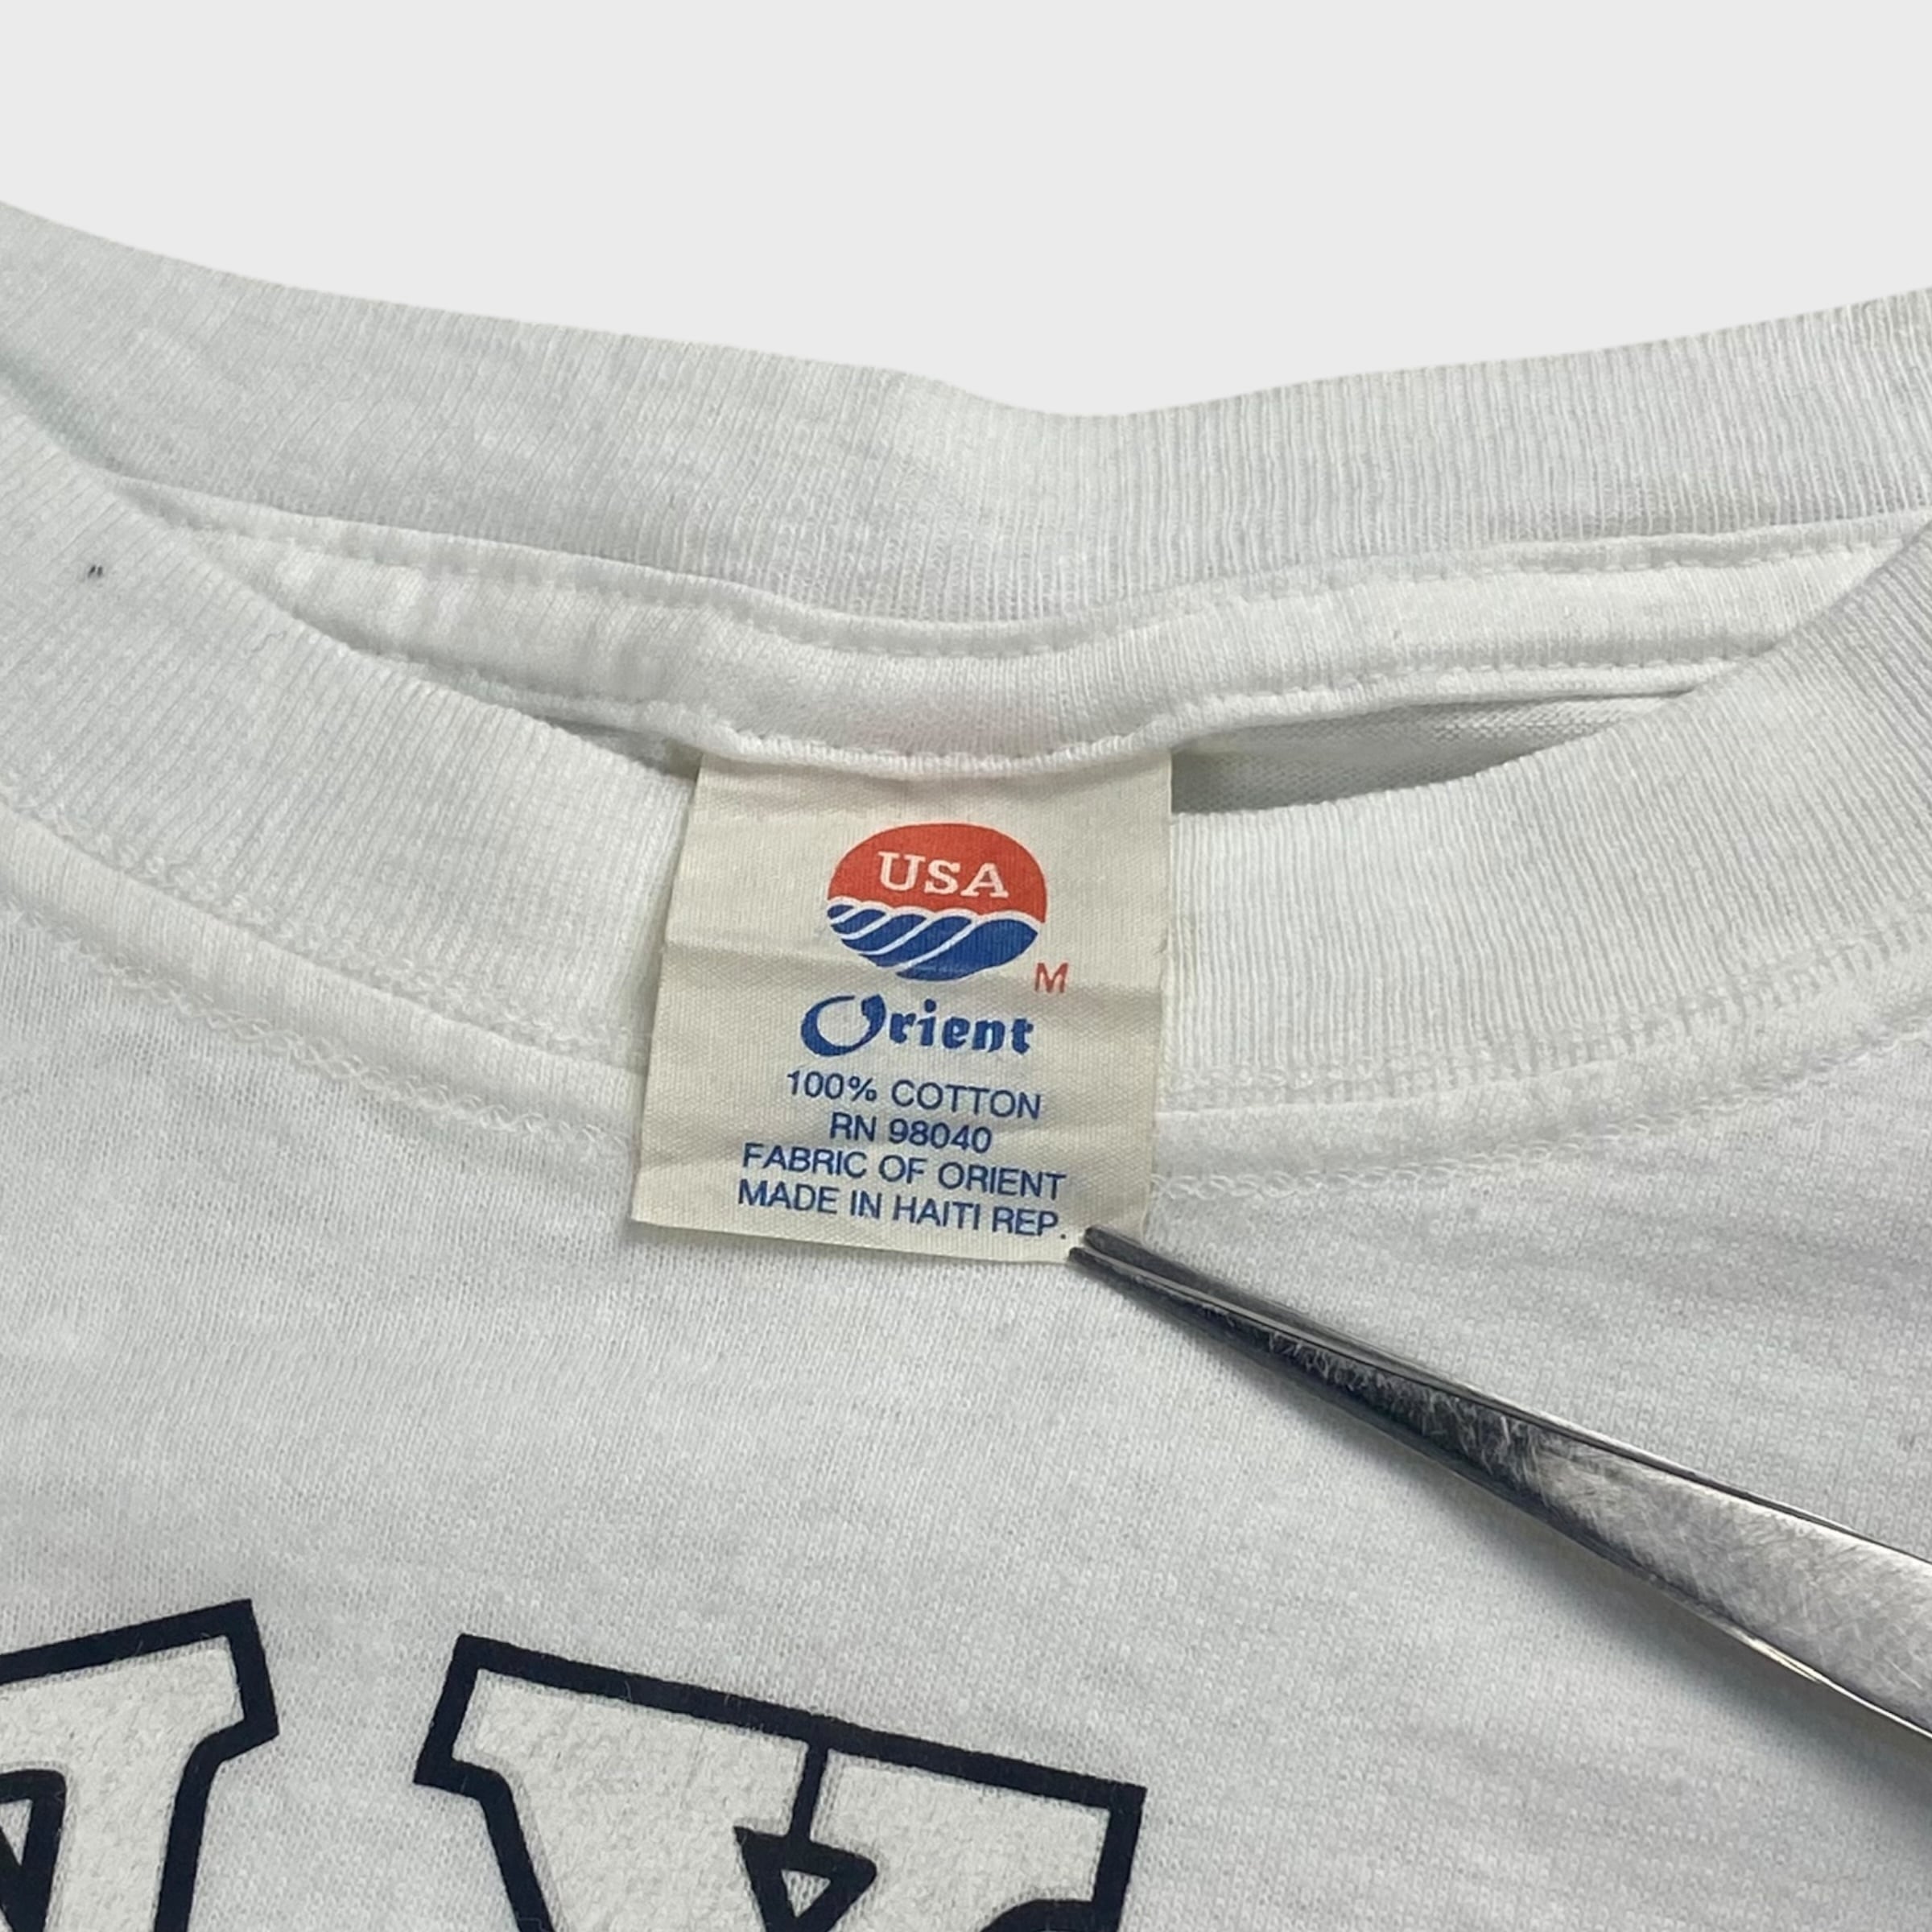 USA
M
Orient
100% COTTON
RN 98040
FABRIC OF ORIENT
MADE IN HAITI REP.